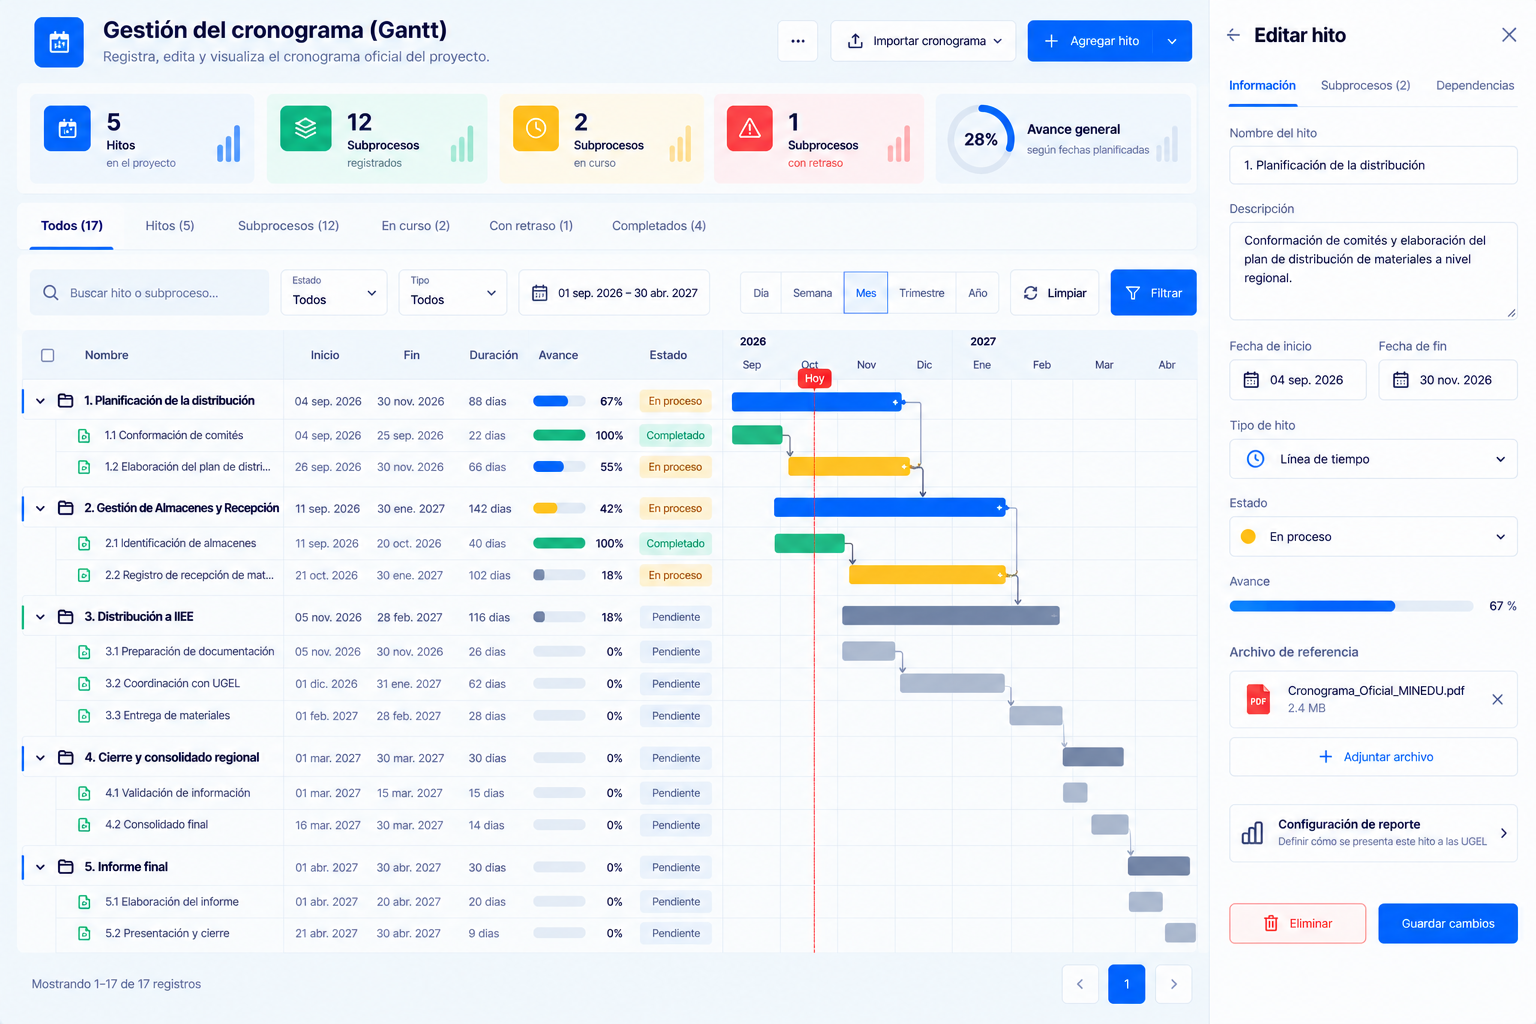 Gestión del cronograma (Gantt)
Registra, edita y visualiza el cronograma oficial del proyecto.
Importar cronograma
Agregar hito
5
Hitos
en el proyecto
12
Subprocesos
registrados
2
Subprocesos
en curso
1
Subprocesos
con retraso
28%
Avance general
según fechas planificadas
Todos (17)
Hitos (5)
Subprocesos (12)
En curso (2)
Con retraso (1)
Completados (4)
Buscar hito o subproceso...
Estado
Todos
Tipo
Todos
01 sep. 2026 – 30 abr. 2027
Día
Semana
Mes
Trimestre
Año
Limpiar
Filtrar
Nombre Inicio Fin Duración Avance Estado
2026 2027
Sep Oct Nov Dic Ene Feb Mar Abr
Hoy
1. Planificación de la distribución 04 sep. 2026 30 nov. 2026 88 días 67% En proceso
1.1 Conformación de comités 04 sep. 2026 25 sep. 2026 22 días 100% Completado
1.2 Elaboración del plan de distri... 26 sep. 2026 30 nov. 2026 66 días 55% En proceso
2. Gestión de Almacenes y Recepción 11 sep. 2026 30 ene. 2027 142 días 42% En proceso
2.1 Identificación de almacenes 11 sep. 2026 20 oct. 2026 40 días 100% Completado
2.2 Registro de recepción de mat... 21 oct. 2026 30 ene. 2027 102 días 18% En proceso
3. Distribución a IIEE 05 nov. 2026 28 feb. 2027 116 días 18% Pendiente
3.1 Preparación de documentación 05 nov. 2026 30 nov. 2026 26 días 0% Pendiente
3.2 Coordinación con UGEL 01 dic. 2026 31 ene. 2027 62 días 0% Pendiente
3.3 Entrega de materiales 01 feb. 2027 28 feb. 2027 28 días 0% Pendiente
4. Cierre y consolidado regional 01 mar. 2027 30 mar. 2027 30 días 0% Pendiente
4.1 Validación de información 01 mar. 2027 15 mar. 2027 15 días 0% Pendiente
4.2 Consolidado final 16 mar. 2027 30 mar. 2027 14 días 0% Pendiente
5. Informe final 01 abr. 2027 30 abr. 2027 30 días 0% Pendiente
5.1 Elaboración del informe 01 abr. 2027 20 abr. 2027 20 días 0% Pendiente
5.2 Presentación y cierre 21 abr. 2027 30 abr. 2027 9 días 0% Pendiente
Mostrando 1–17 de 17 registros
1
Editar hito
Información
Subprocesos (2)
Dependencias
Nombre del hito
1. Planificación de la distribución
Descripción
Conformación de comités y elaboración del
plan de distribución de materiales a nivel
regional.
Fecha de inicio
04 sep. 2026
Fecha de fin
30 nov. 2026
Tipo de hito
Línea de tiempo
Estado
En proceso
Avance
67 %
Archivo de referencia
PDF
Cronograma_Oficial_MINEDU.pdf
2.4 MB
Adjuntar archivo
Configuración de reporte
Definir cómo se presenta este hito a las UGEL
Eliminar
Guardar cambios